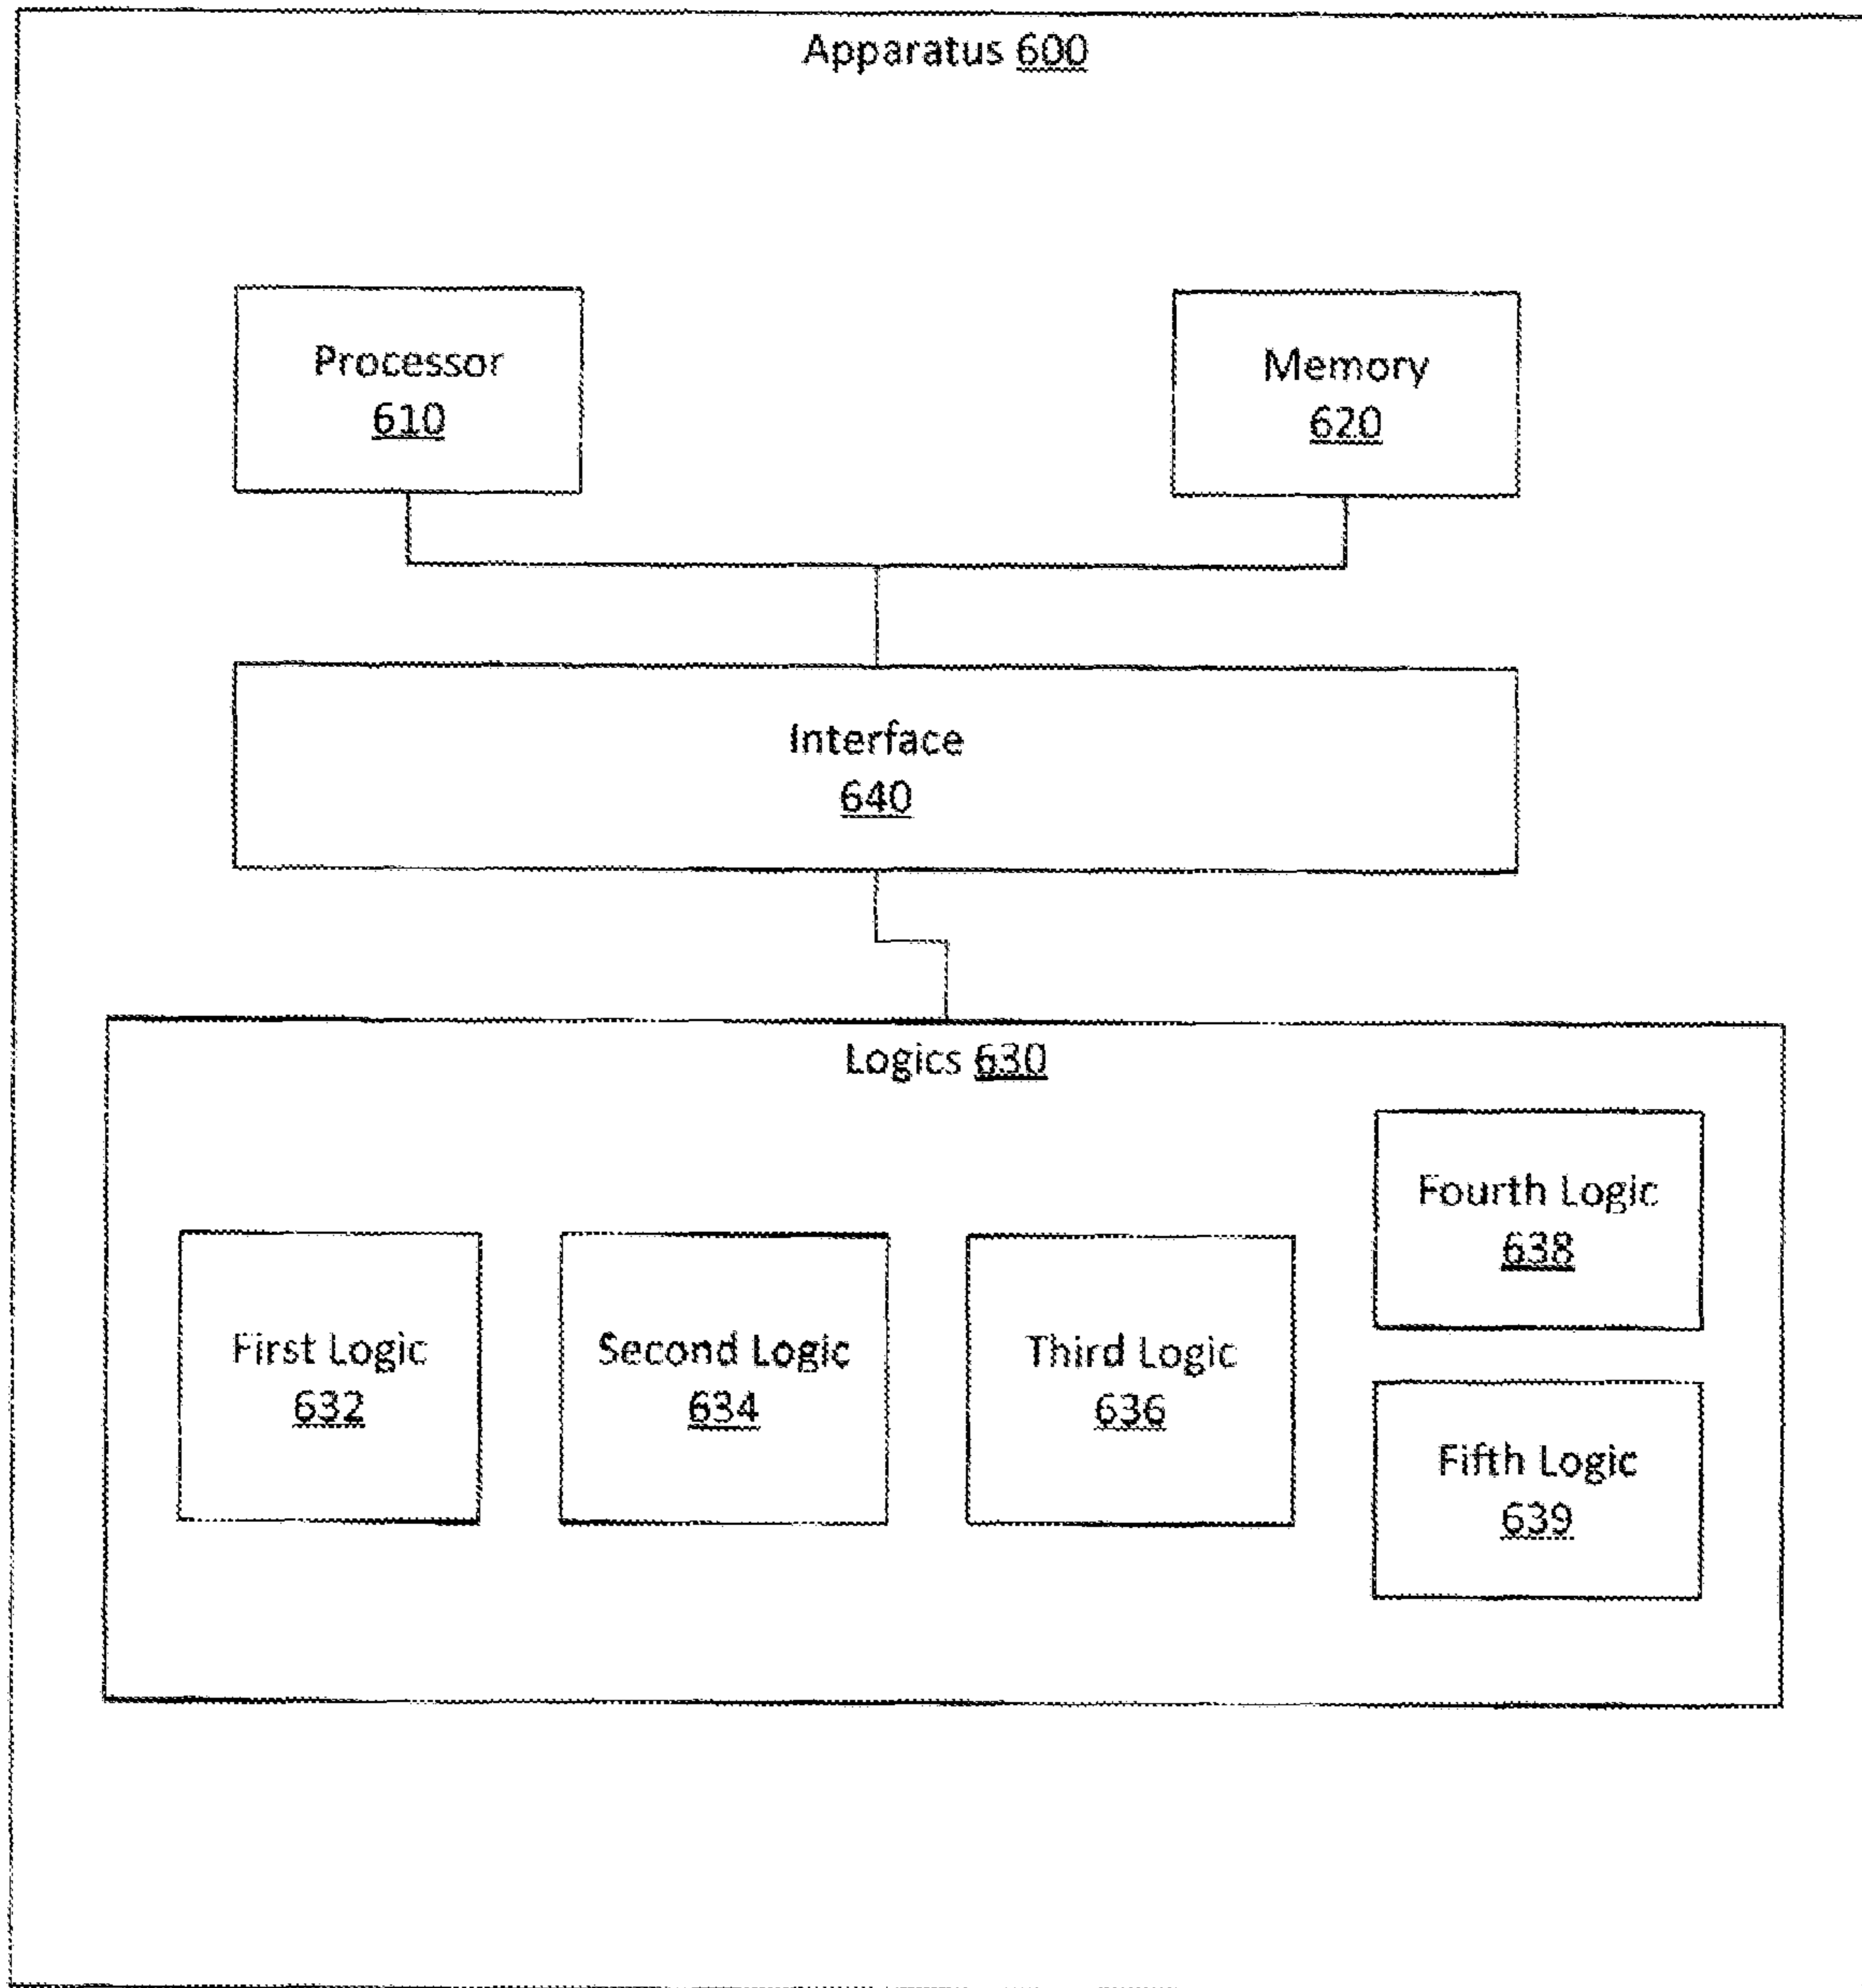 Apparatus 600
Processor
610
Memory
620
Interface
640
Logics 630
First Logic
632
Second Logic
634
Third Logic
636
Fourth Logic
638
Fifth Logic
639